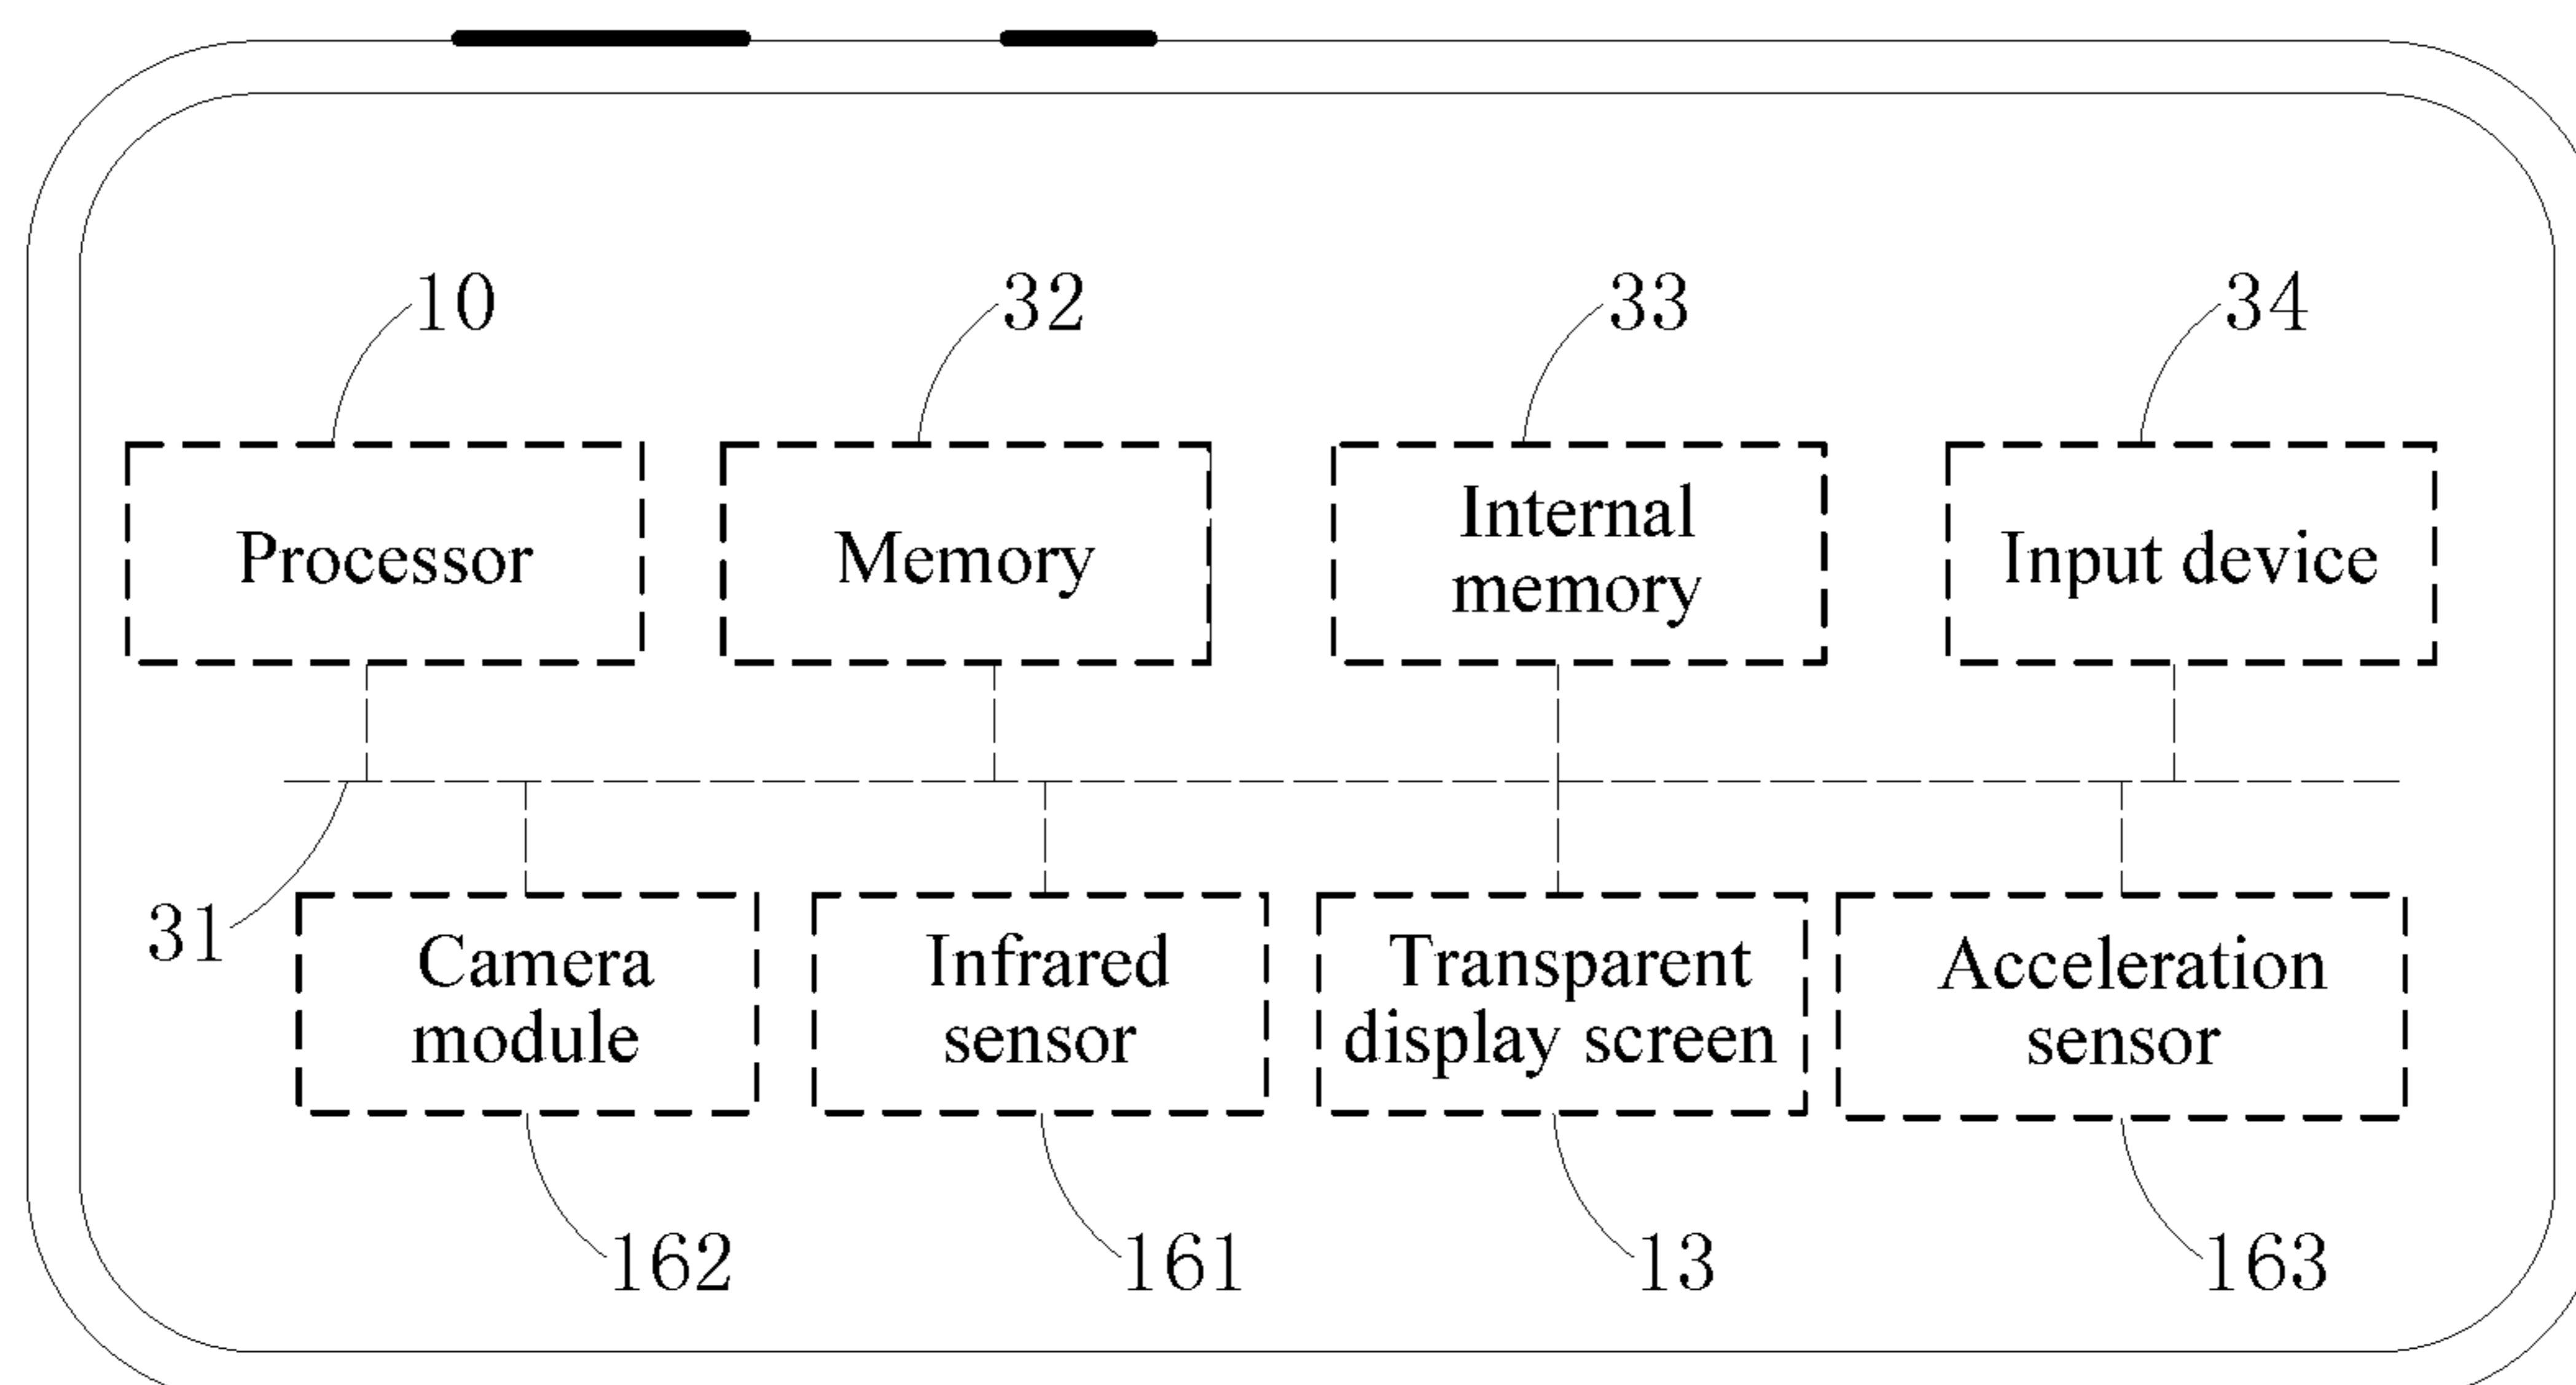 10
32
33
34
Processor
Memory
Internal
memory
Input device
31
Camera
module
Infrared
sensor
Transparent
display screen
Acceleration
sensor
162
161
13
163